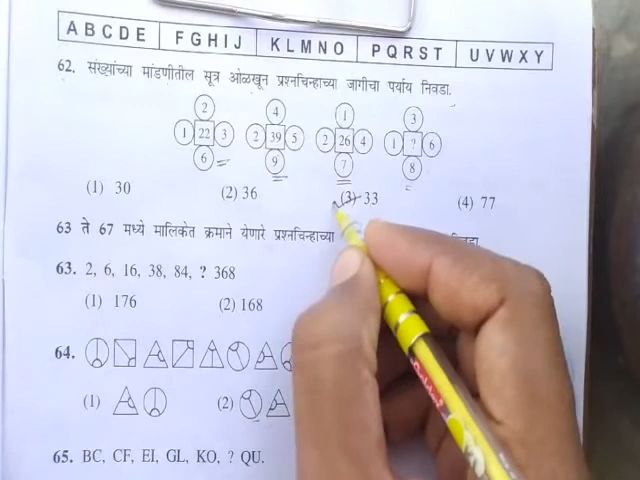 A B C D E F G H I J K L M N O P Q R S T U V W X Y
62. संख्यांच्या मांडणीतील सूत्र ओळखून प्रश्नचिन्हाच्या जागीचा पर्याय निवडा.
2 4 1 3
1 22 3 2 39 5 2 26 4 1 ? 6
6 9 7 8
(1) 30 (2) 36 (3) 33 (4) 77
63 ते 67 मध्ये मालिकेत क्रमाने येणारे प्रश्नचिन्हाच्या
63. 2, 6, 16, 38, 84, ? 368
(1) 176 (2) 168
64.
(1) (2)
65. BC, CF, EI, GL, KO, ? QU.